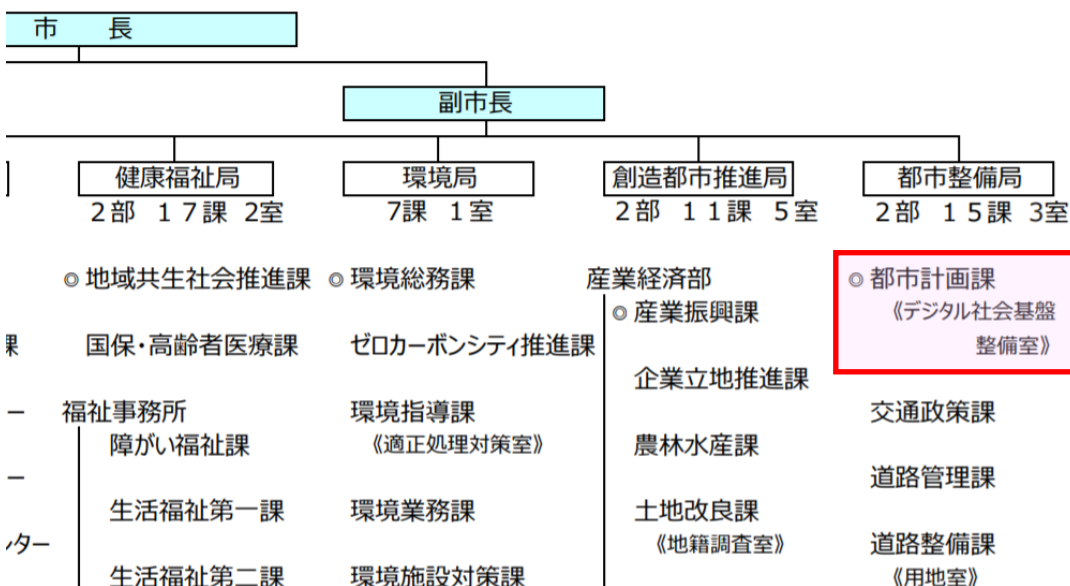 市　長
副市長
健康福祉局
２部 １７課 2室
◎地域共生社会推進課
国保・高齢者医療課
福祉事務所
障がい福祉課
生活福祉第一課
生活福祉第二課
環境局
7課 1室
◎環境総務課
ゼロカーボンシティ推進課
環境指導課
《適正処理対策室》
環境業務課
環境施設対策課
創造都市推進局
２部 １１課 ５室
産業経済部
◎産業振興課
企業立地推進課
農林水産課
土地改良課
《地籍調査室》
都市整備局
２部 １５課 3室
◎都市計画課
《デジタル社会基盤
整備室》
交通政策課
道路管理課
道路整備課
《用地室》
課
ー
ー
ンター